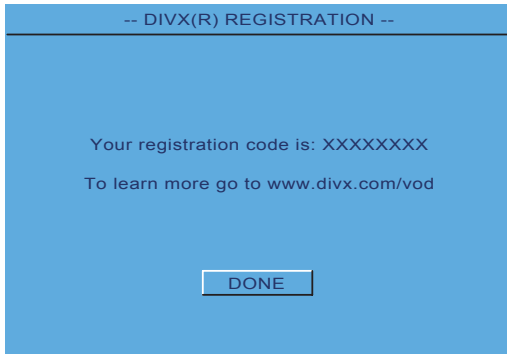 -- DIVX(R) REGISTRATION --
Your registration code is: XXXXXXXX
To learn more go to www.divx.com/vod
DONE